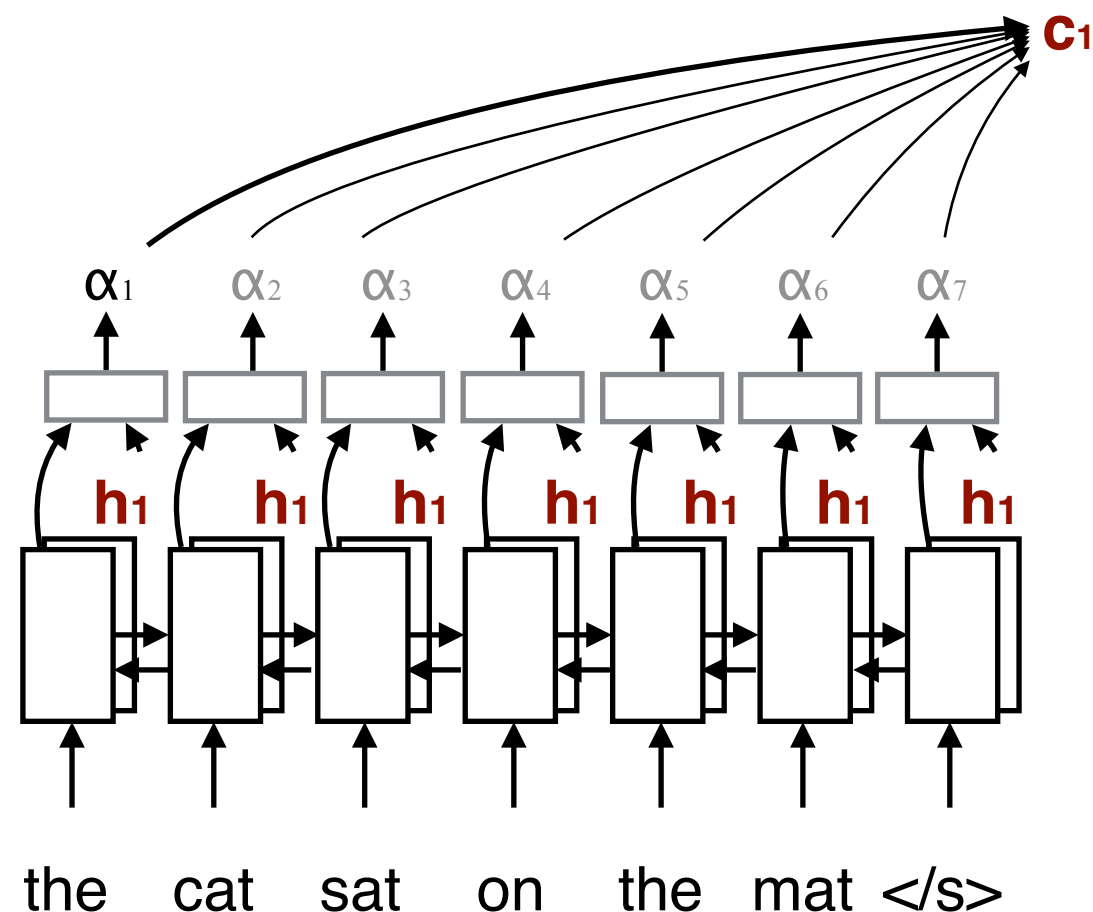 c₁
α₁ α₂ α₃ α₄ α₅ α₆ α₇
h₁ h₁ h₁ h₁ h₁ h₁ h₁
the cat sat on the mat </s>